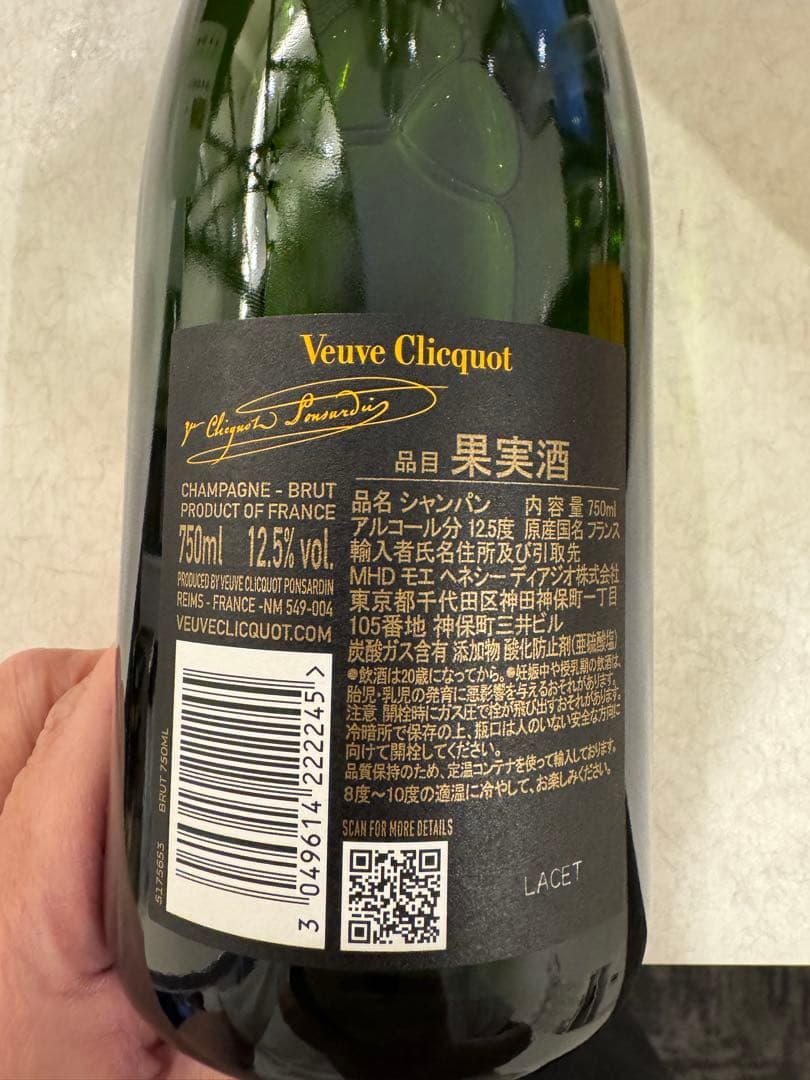 Veuve Clicquot
Vve Clicquot Ponsardin
CHAMPAGNE - BRUT
PRODUCT OF FRANCE
750ml 12.5% vol.
PRODUCED BY VEUVE CLICQUOT PONSARDIN
REIMS - FRANCE - NM 549-004
VEUVECLICQUOT.COM
品目 果実酒
品名 シャンパン 内容量 750ml
アルコール分 12.5度 原産国名 フランス
輸入者氏名住所及び引取先
MHD モエ ヘネシー ディアジオ株式会社
東京都千代田区神田神保町一丁目
105番地 神保町三井ビル
炭酸ガス含有 添加物 酸化防止剤(亜硫酸塩)
●飲酒は20歳になってから。●妊娠中や授乳期の飲酒は、
胎児・乳児の発育に悪影響を与えるおそれがあります。
注意 開栓時にガス圧で栓が飛び出すおそれがあります。
冷暗所で保存の上、瓶口は人のいない安全な方向に
向けて開栓してください。
品質保持のため、定温コンテナを使って輸入しております。
8度〜10度の適温に冷やして、お楽しみください。
SCAN FOR MORE DETAILS
LACET
3 049614 222245 >
5175653 BRUT 750ML